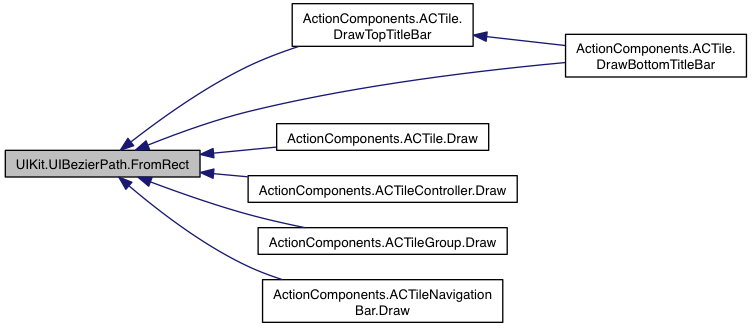 ActionComponents.ACTile.
DrawTopTitleBar
ActionComponents.ACTile.
DrawBottomTitleBar
ActionComponents.ACTile.Draw
UIKit.UIBezierPath.FromRect
ActionComponents.ACTileController.Draw
ActionComponents.ACTileGroup.Draw
ActionComponents.ACTileNavigation
Bar.Draw